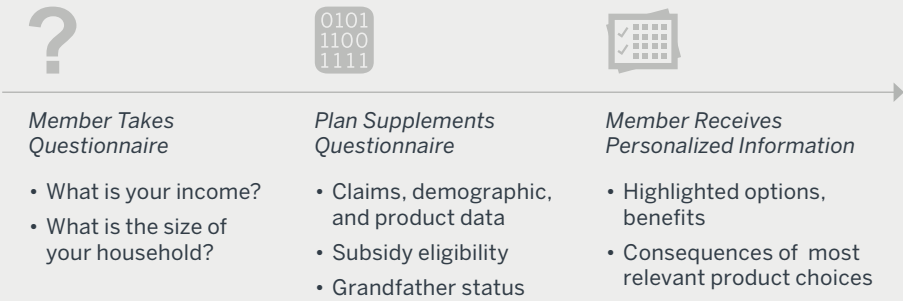 ?
0101
1100
1111
Member Takes
Questionnaire
• What is your income?
• What is the size of
your household?
Plan Supplements
Questionnaire
• Claims, demographic,
and product data
• Subsidy eligibility
• Grandfather status
Member Receives
Personalized Information
• Highlighted options,
benefits
• Consequences of most
relevant product choices